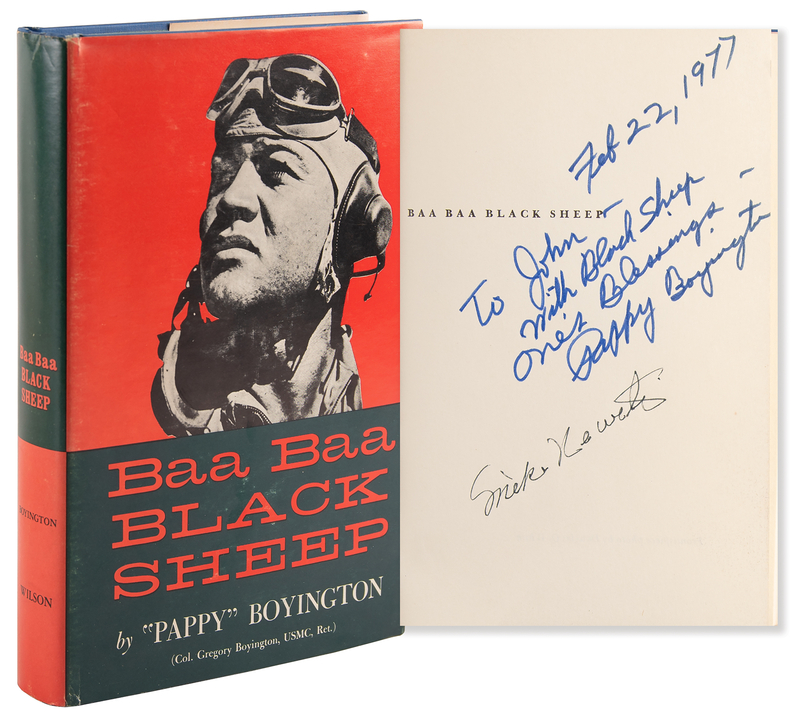 Baa Baa
BLACK
SHEEP
BOYINGTON
WILSON
Baa Baa
BLACK
SHEEP
by "PAPPY" BOYINGTON
(Col. Gregory Boyington, USMC, Ret.)
Feb 22, 1977
BAA BAA BLACK SHEEP
To John –
With Black Sheep
One's Blessings –
Pappy Boyington